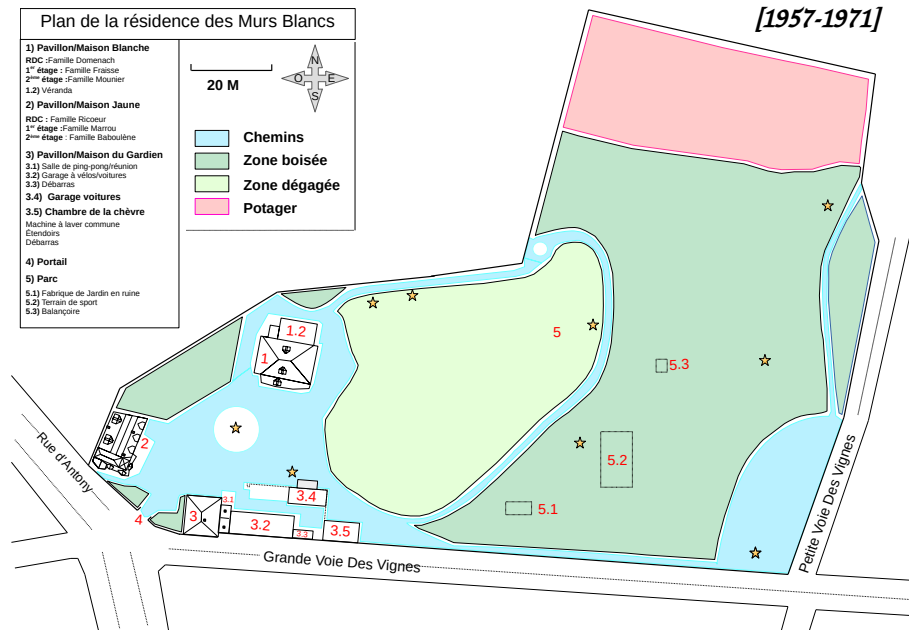 Plan de la résidence des Murs Blancs
[1957-1971]
1) Pavillon/Maison Blanche
RDC :Famille Domenach
1er étage : Famille Fraisse
2ème étage :Famille Mounier
1.2) Véranda
2) Pavillon/Maison Jaune
RDC : Famille Ricoeur
1er étage :Famille Marrou
2ème étage : Famille Baboulène
3) Pavillon/Maison du Gardien
3.1) Salle de ping-pong/réunion
3.2) Garage à vélos/voitures
3.3) Débarras
3.4) Garage voitures
3.5) Chambre de la chèvre
Machine à laver commune
Étendoirs
Débarras
4) Portail
5) Parc
5.1) Fabrique de Jardin en ruine
5.2) Terrain de sport
5.3) Balançoire
20 M
N
O
E
S
Chemins
Zone boisée
Zone dégagée
Potager
1.2
1
5
5.3
2
5.2
3.4
3.1
3
3.2
3.3
3.5
5.1
4
Rue d'Antony
Grande Voie Des Vignes
Petite Voie Des Vignes